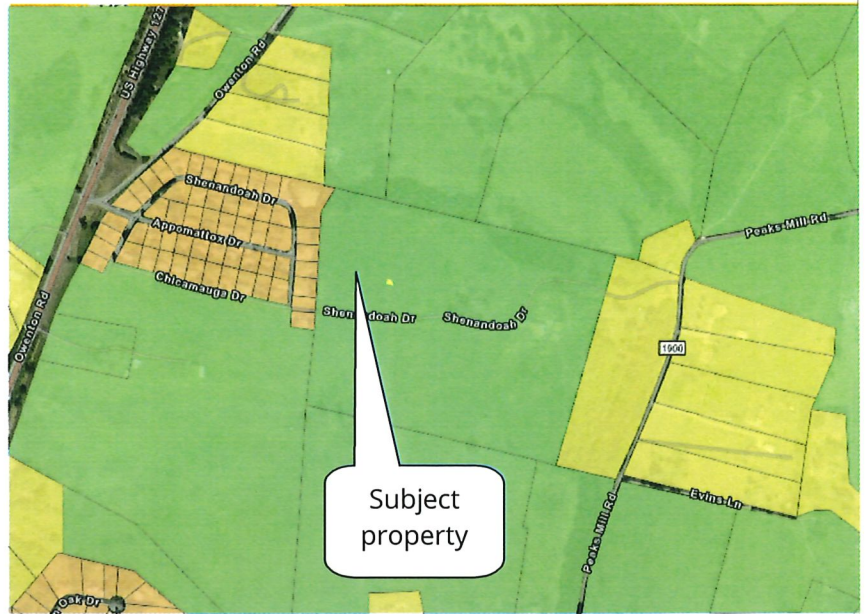 US Highway 127
Owenton Rd
Shenandoah Dr
Appomattox Dr
Chicamauga Dr
Shenandoah Dr
Shenandoah Dr
Peaks Mill Rd
Owenton Rd
1900
Subject
property
Evins Ln
Peaks Mill Rd
Oak Dr